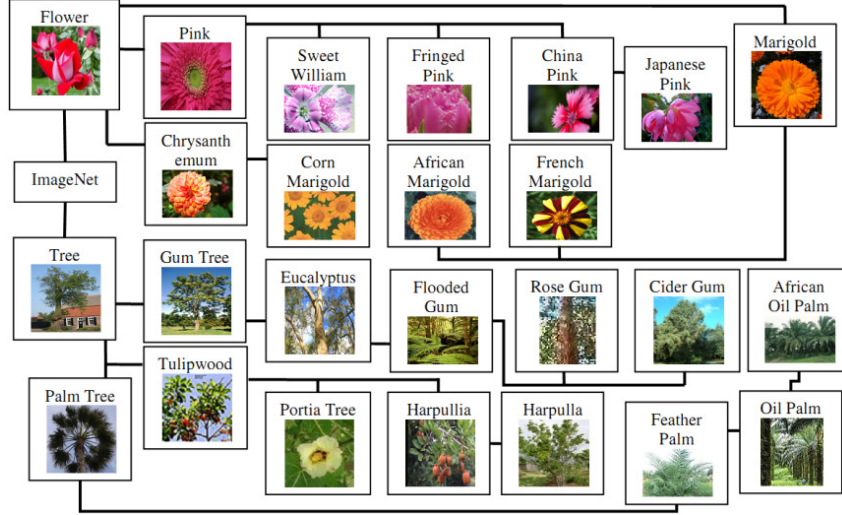 Flower
Pink
Sweet
William
Fringed
Pink
China
Pink
Japanese
Pink
Marigold
Chrysanth
emum
Corn
Marigold
African
Marigold
French
Marigold
ImageNet
Tree
Gum Tree
Eucalyptus
Flooded
Gum
Rose Gum
Cider Gum
African
Oil Palm
Palm Tree
Tulipwood
Portia Tree
Harpullia
Harpulla
Feather
Palm
Oil Palm